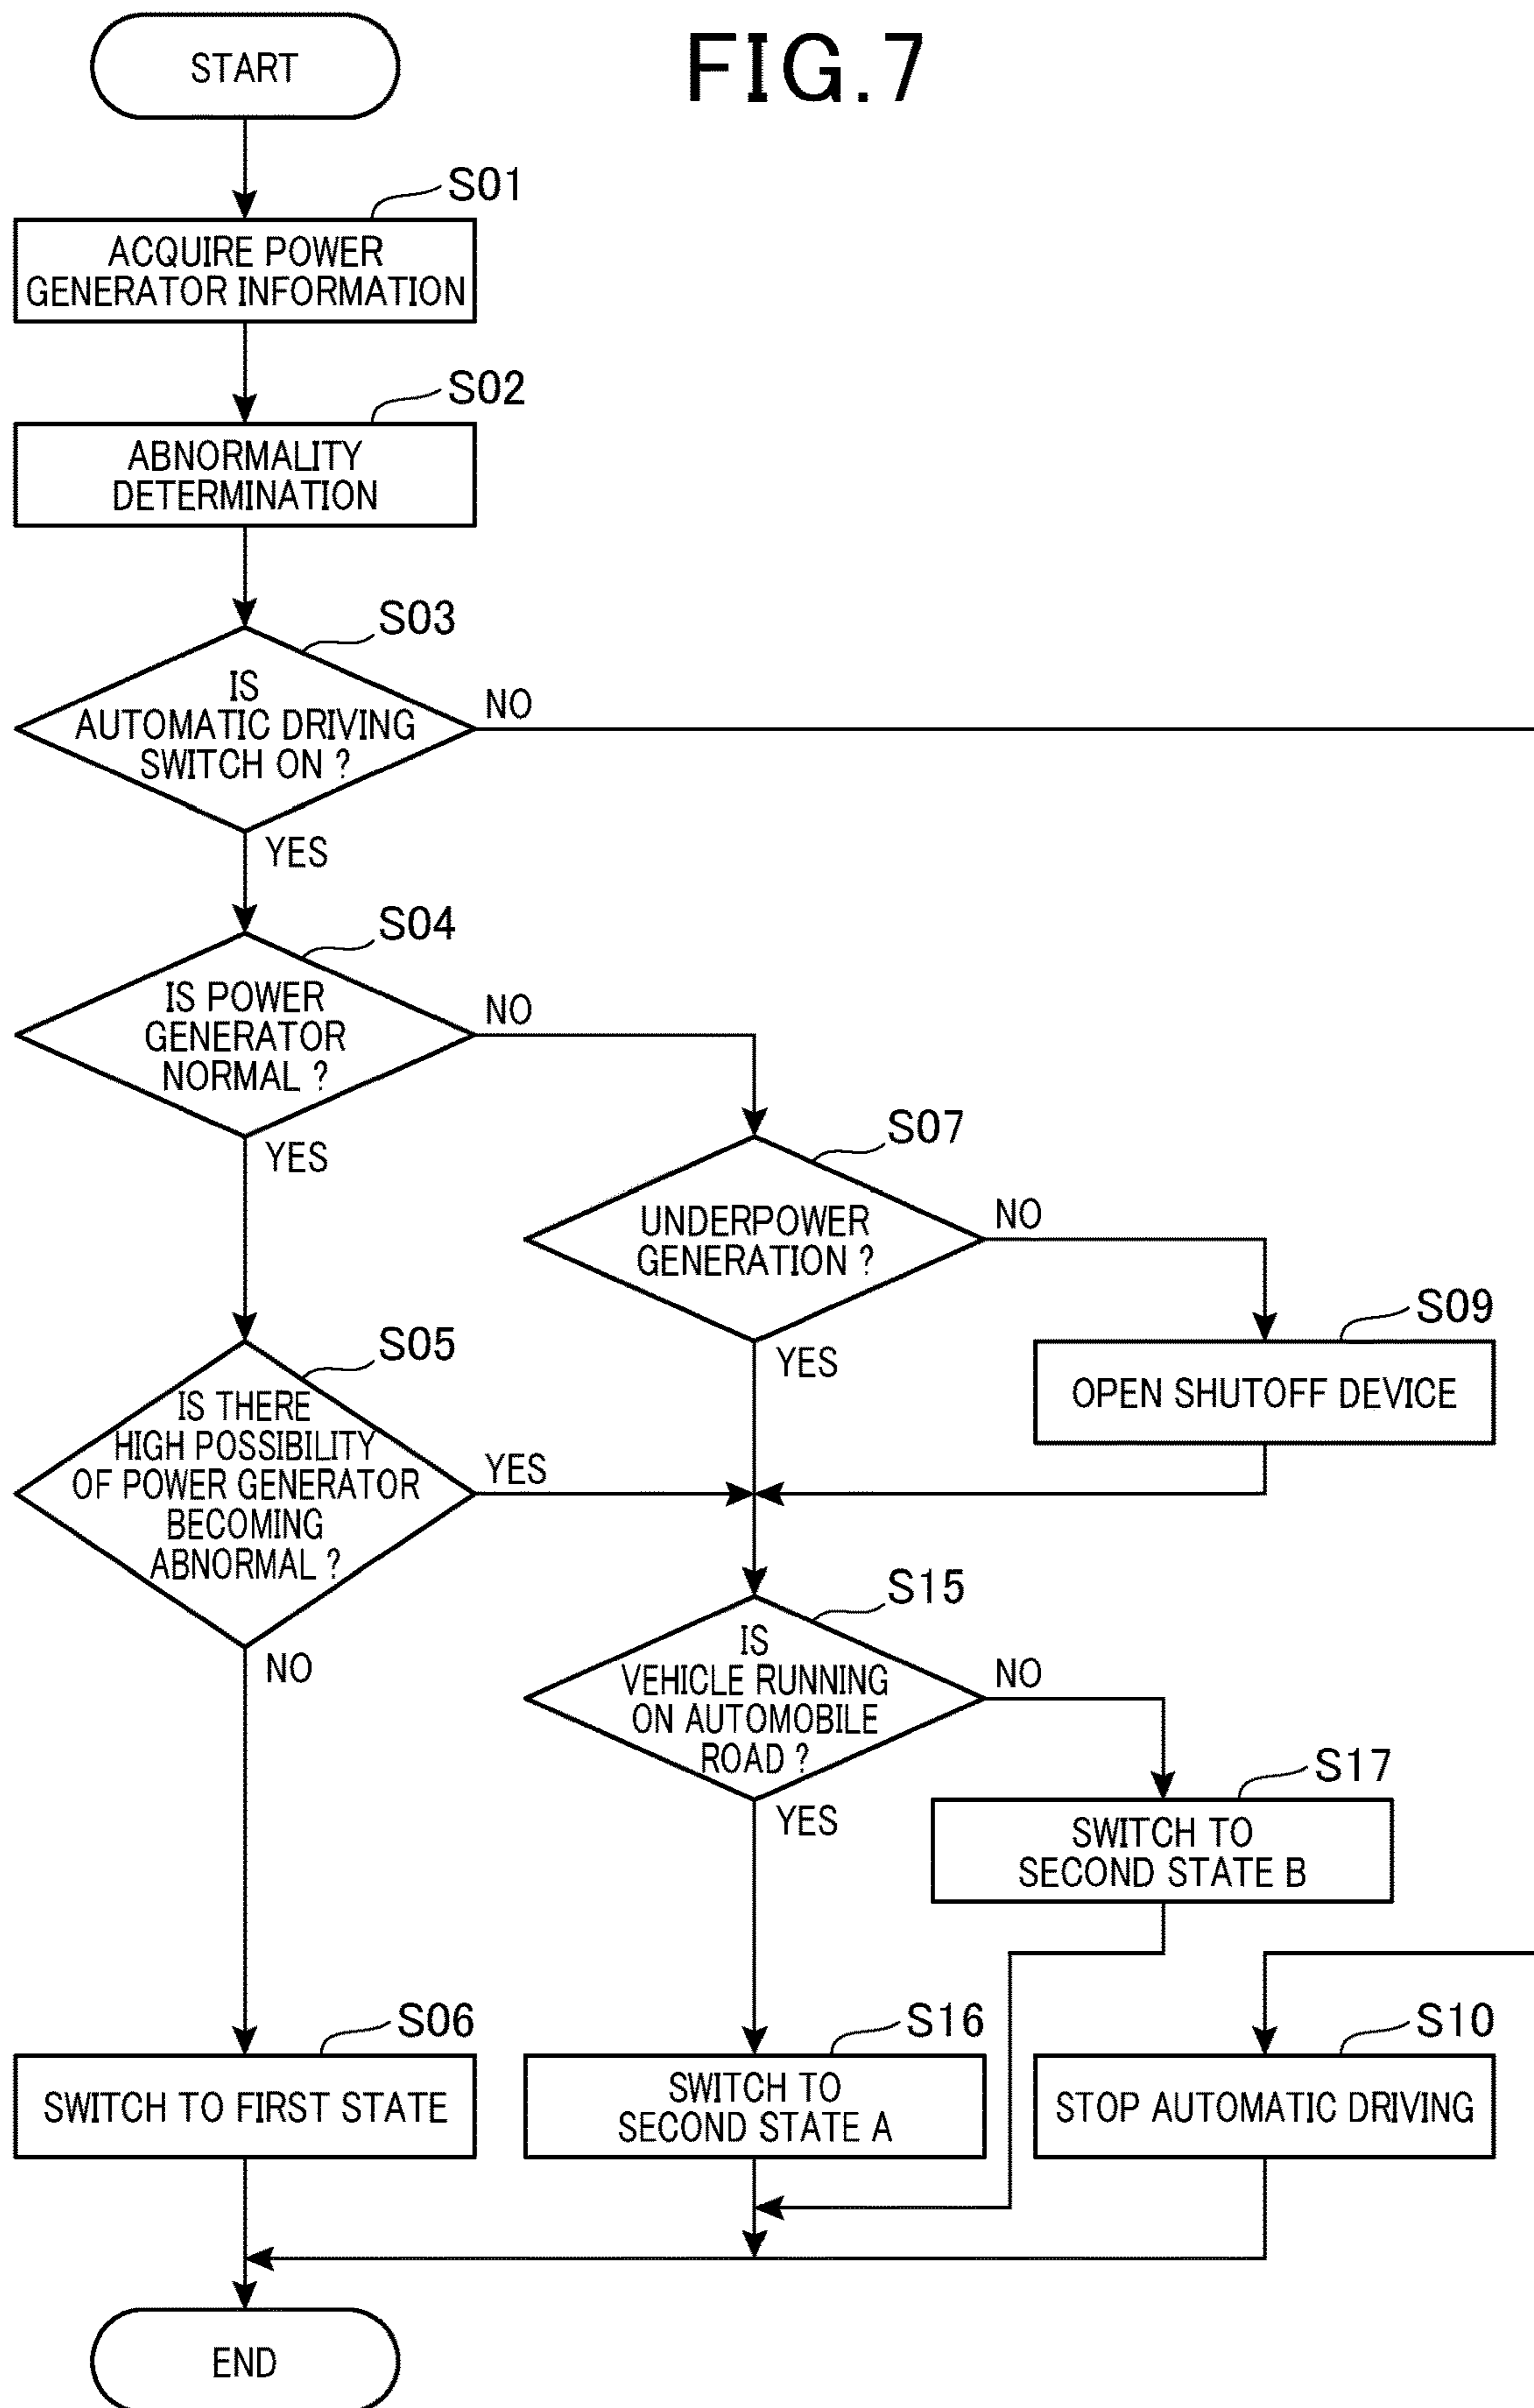 FIG.7
START
S01
ACQUIRE POWER
GENERATOR INFORMATION
S02
ABNORMALITY
DETERMINATION
S03
IS
AUTOMATIC DRIVING
SWITCH ON ?
NO
YES
S04
IS POWER
GENERATOR
NORMAL ?
NO
YES
S07
UNDERPOWER
GENERATION ?
NO
YES
S09
OPEN SHUTOFF DEVICE
S05
IS THERE
HIGH POSSIBILITY
OF POWER GENERATOR
BECOMING
ABNORMAL ?
YES
NO
S15
IS
VEHICLE RUNNING
ON AUTOMOBILE
ROAD ?
NO
YES
S17
SWITCH TO
SECOND STATE B
S06
SWITCH TO FIRST STATE
S16
SWITCH TO
SECOND STATE A
S10
STOP AUTOMATIC DRIVING
END